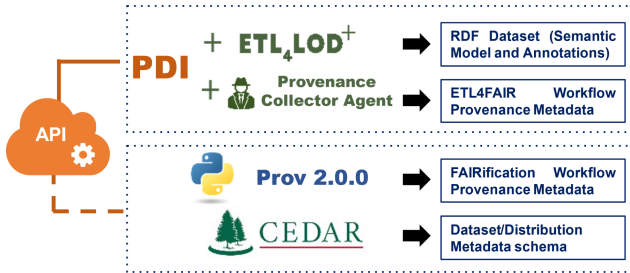 API
PDI
+ ETL4LOD+
+ Provenance
Collector Agent
RDF Dataset (Semantic
Model and Annotations)
ETL4FAIR Workflow
Provenance Metadata
Prov 2.0.0
FAIRification Workflow
Provenance Metadata
CEDAR
Dataset/Distribution
Metadata schema